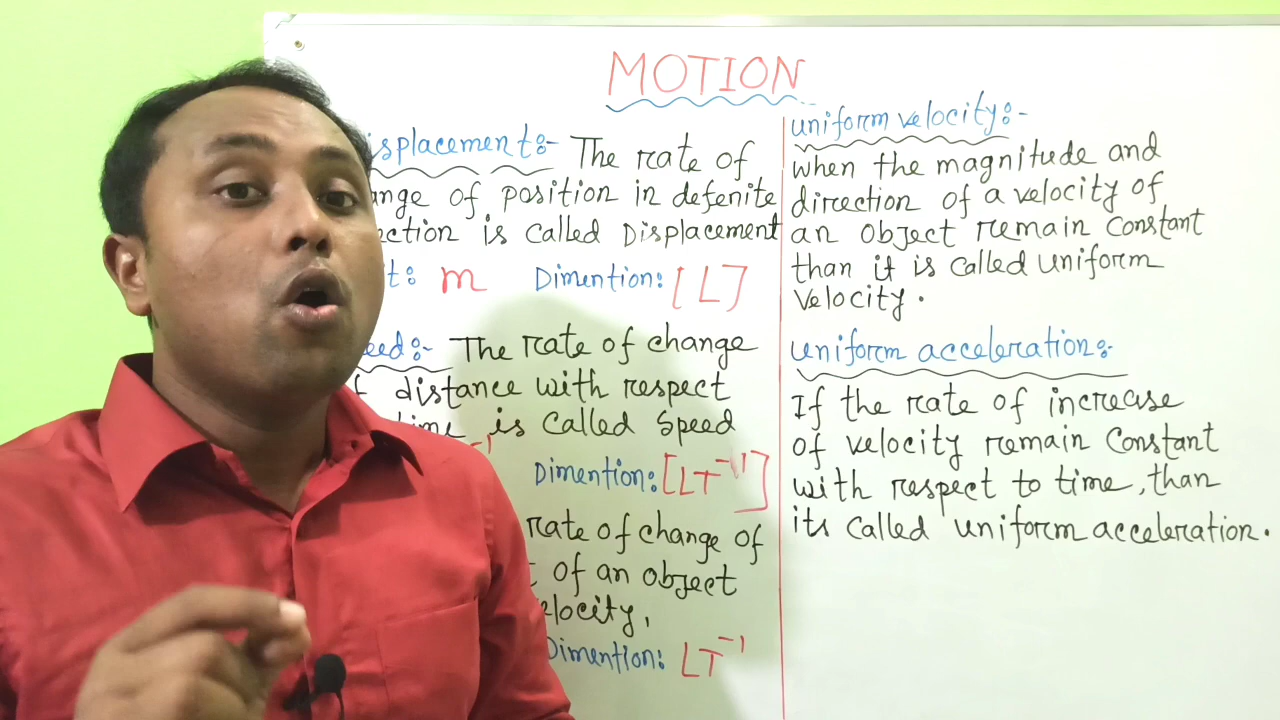 MOTION
isplacement:- The rate of
ange of position in defenite
ection is called Displacement
t: m Dimention: [L]
eed:- The rate of change
f distance with respect
ime is called Speed
-1 Dimention: [LT⁻¹]
rate of change of
t of an object
elocity,
Dimention: LT⁻¹
uniform velocity:-
when the magnitude and
direction of a velocity of
an object remain constant
than it is called uniform
velocity.
uniform acceleration:-
If the rate of increase
of velocity remain constant
with respect to time, than
its called uniform acceleration.